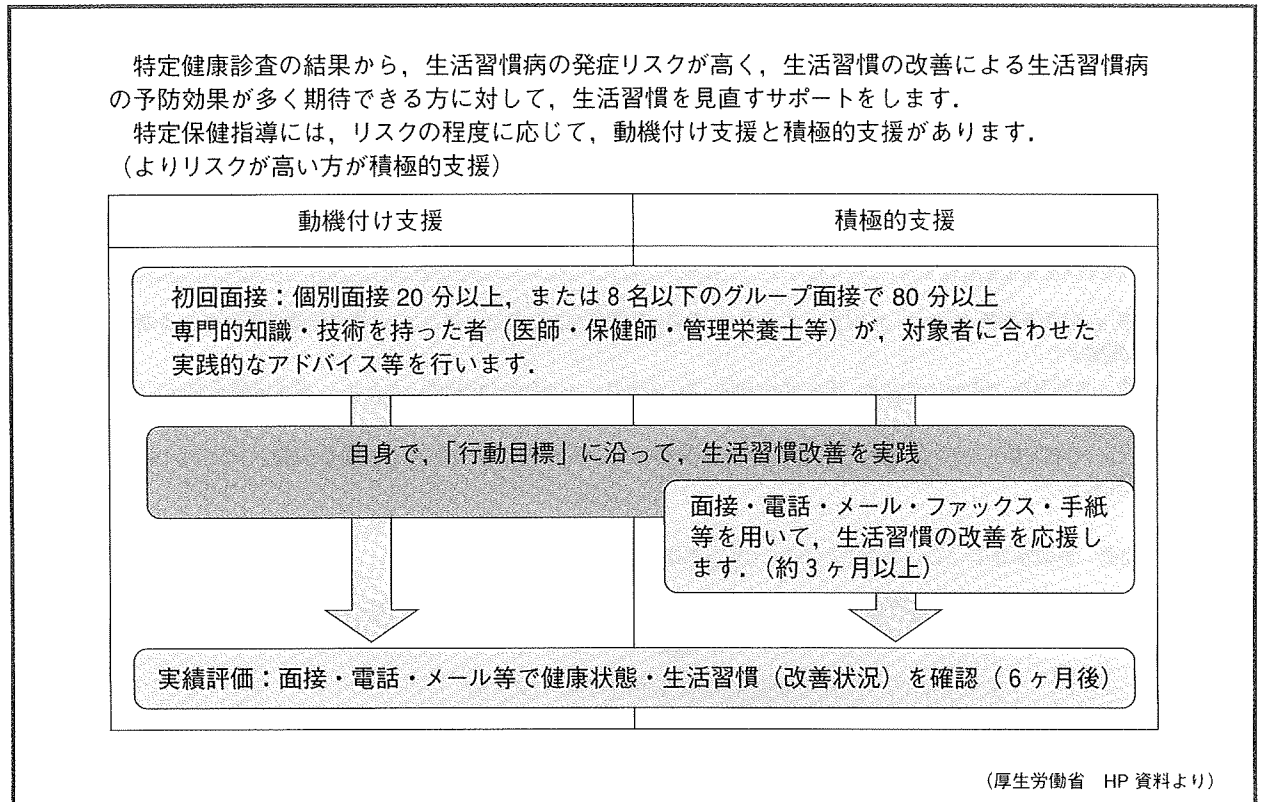 特定健康診査の結果から，生活習慣病の発症リスクが高く，生活習慣の改善による生活習慣病
の予防効果が多く期待できる方に対して，生活習慣を見直すサポートをします．
特定保健指導には，リスクの程度に応じて，動機付け支援と積極的支援があります．
（よりリスクが高い方が積極的支援）
動機付け支援
積極的支援
初回面接：個別面接 20 分以上，または 8 名以下のグループ面接で 80 分以上
専門的知識・技術を持った者（医師・保健師・管理栄養士等）が，対象者に合わせた
実践的なアドバイス等を行います．
自身で，「行動目標」に沿って，生活習慣改善を実践
面接・電話・メール・ファックス・手紙
等を用いて，生活習慣の改善を応援し
ます．（約 3 ヶ月以上）
実績評価：面接・電話・メール等で健康状態・生活習慣（改善状況）を確認（6 ヶ月後）
（厚生労働省　HP 資料より）